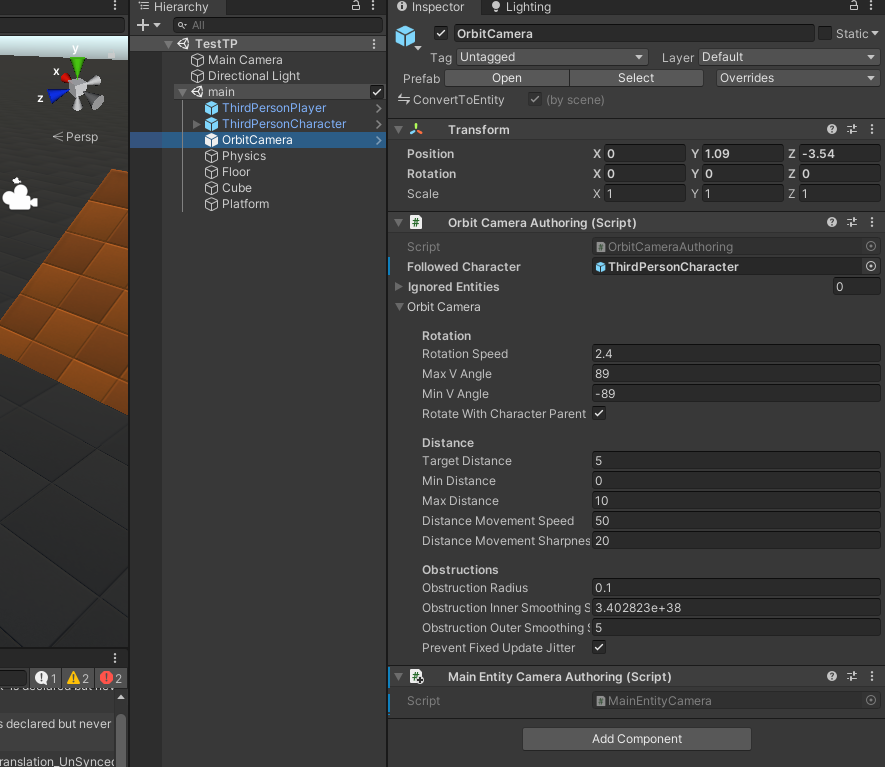 Hierarchy
All
TestTP
Main Camera
Directional Light
main
ThirdPersonPlayer
ThirdPersonCharacter
OrbitCamera
Physics
Floor
Cube
Platform
y
x
z
Persp
1 2 2
is declared but never
s declared but never
ranslation_UnSynced
Inspector Lighting
OrbitCamera Static
Tag Untagged Layer Default
Prefab Open Select Overrides
ConvertToEntity (by scene)
Transform
Position X 0 Y 1.09 Z -3.54
Rotation X 0 Y 0 Z 0
Scale X 1 Y 1 Z 1
# Orbit Camera Authoring (Script)
Script # OrbitCameraAuthoring
Followed Character ThirdPersonCharacter
Ignored Entities 0
Orbit Camera
Rotation
Rotation Speed 2.4
Max V Angle 89
Min V Angle -89
Rotate With Character Parent
Distance
Target Distance 5
Min Distance 0
Max Distance 10
Distance Movement Speed 50
Distance Movement Sharpnes 20
Obstructions
Obstruction Radius 0.1
Obstruction Inner Smoothing S 3.402823e+38
Obstruction Outer Smoothing S 5
Prevent Fixed Update Jitter
# Main Entity Camera Authoring (Script)
Script # MainEntityCamera
Add Component